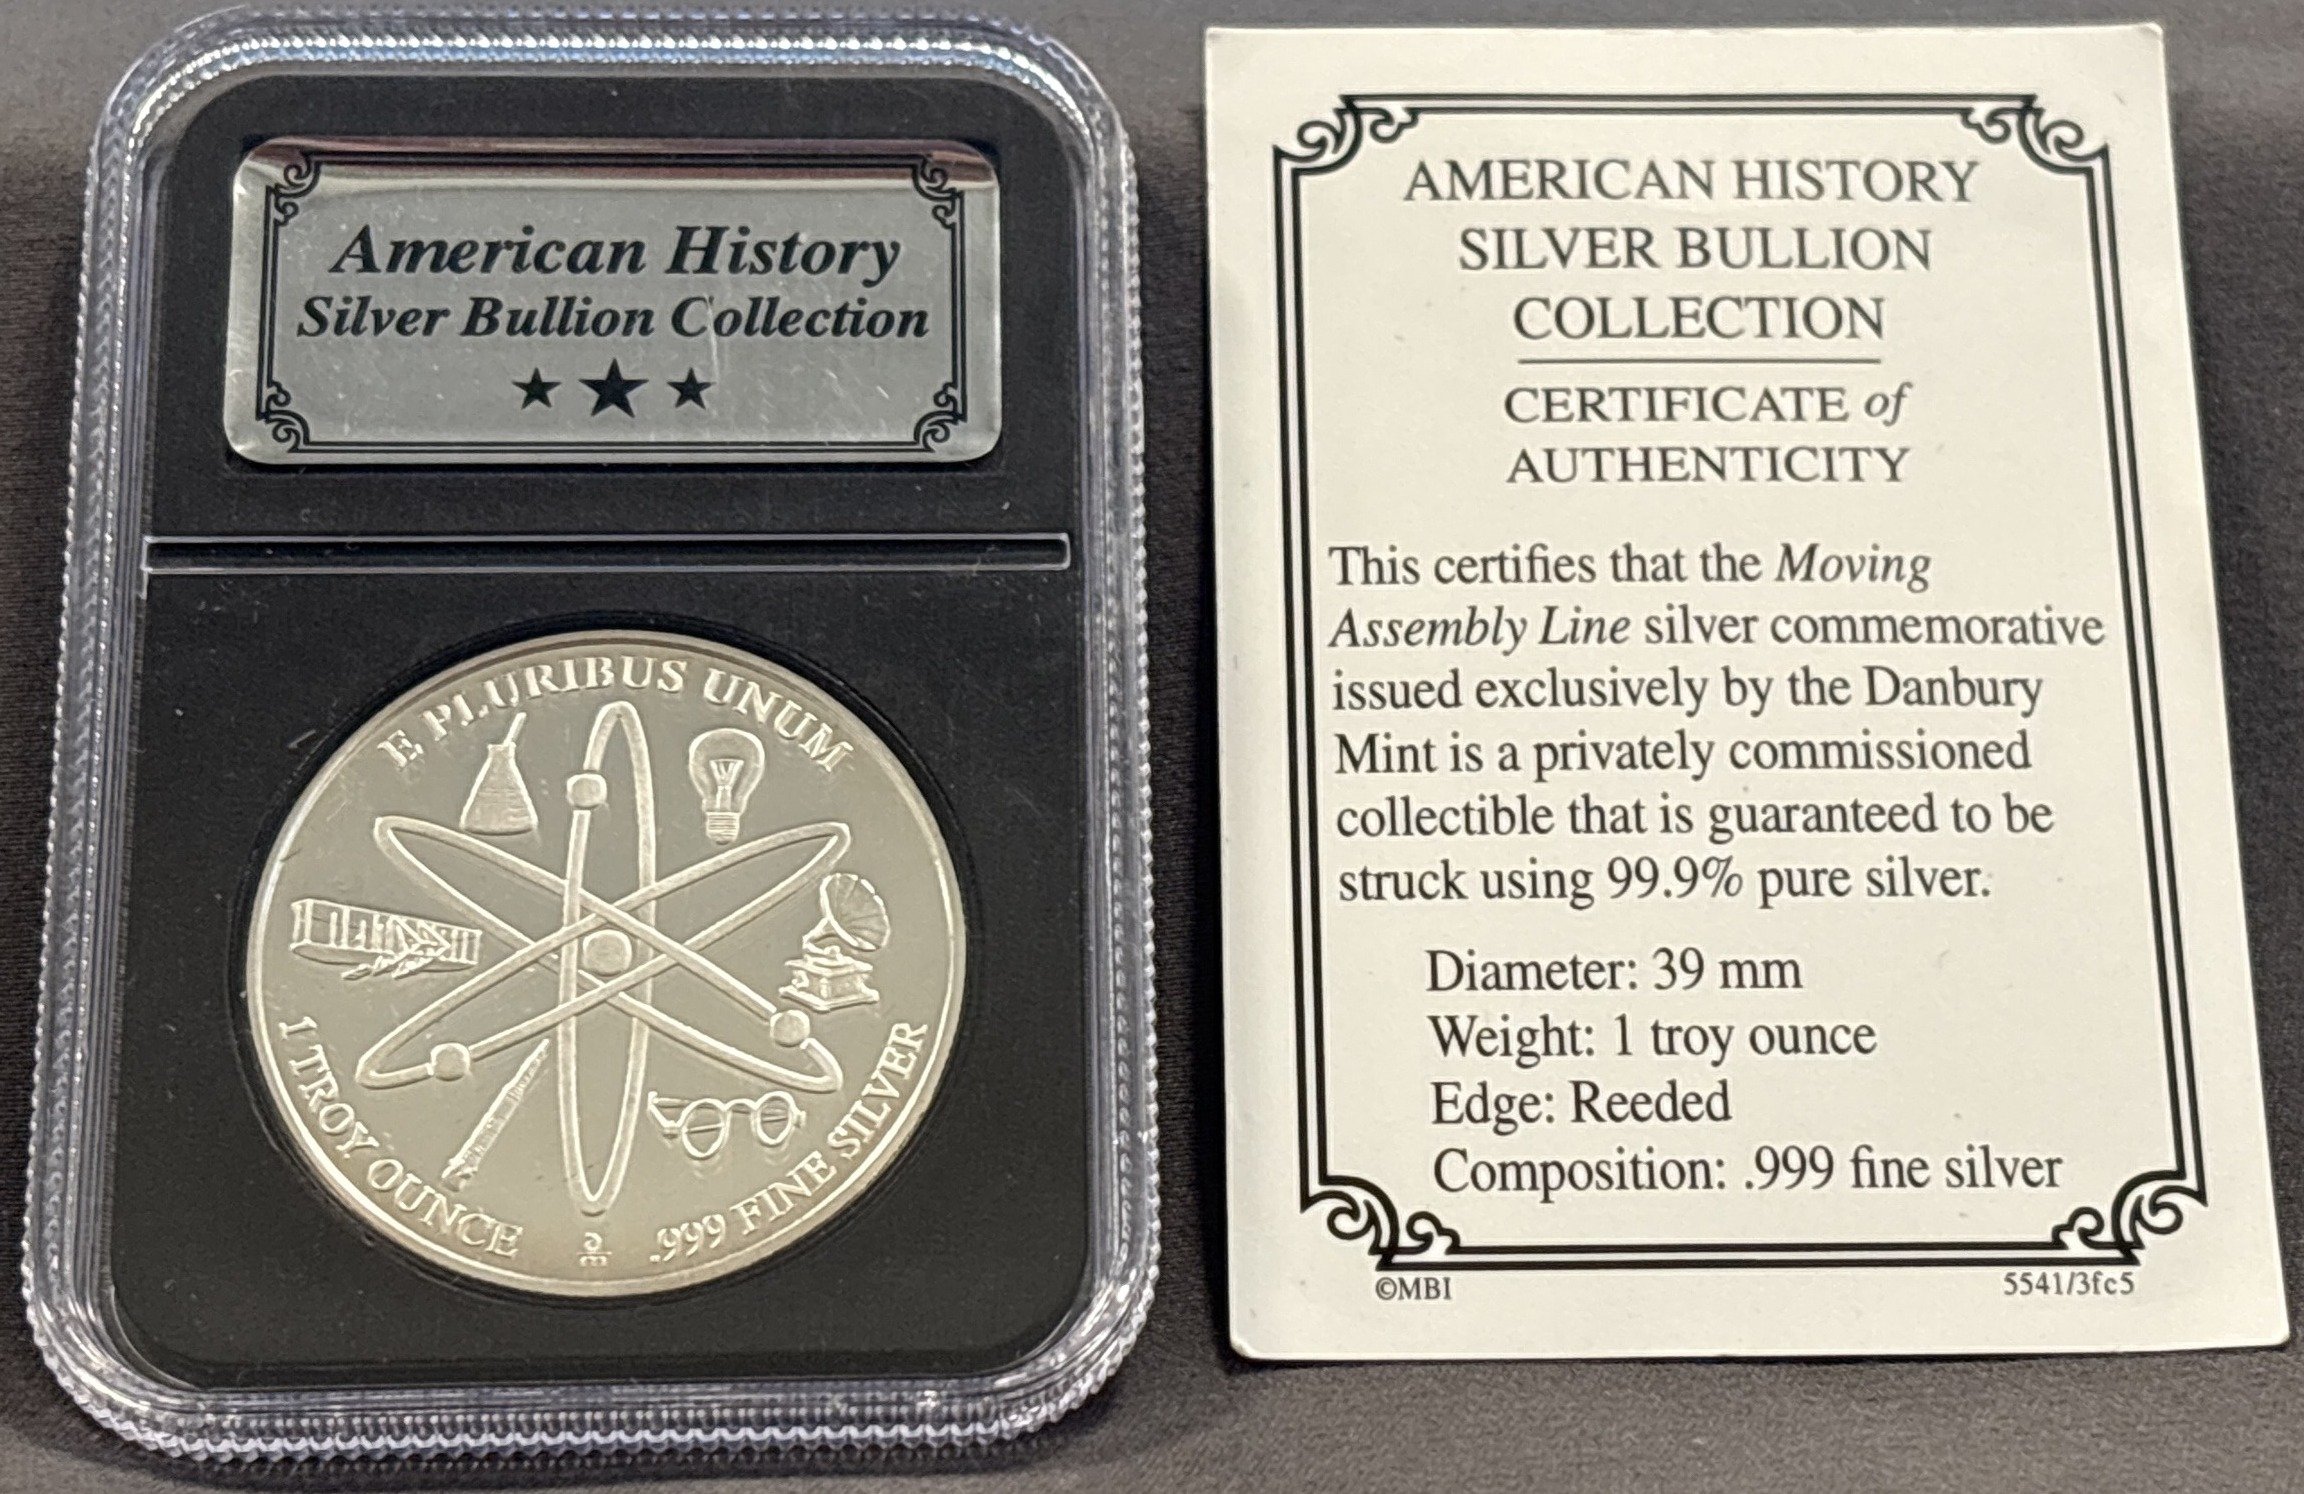 American History
Silver Bullion Collection
E PLURIBUS UNUM
1 TROY OUNCE
.999 FINE SILVER
AMERICAN HISTORY
SILVER BULLION
COLLECTION
CERTIFICATE of
AUTHENTICITY
This certifies that the Moving
Assembly Line silver commemorative
issued exclusively by the Danbury
Mint is a privately commissioned
collectible that is guaranteed to be
struck using 99.9% pure silver.
Diameter: 39 mm
Weight: 1 troy ounce
Edge: Reeded
Composition: .999 fine silver
©MBI
5541/3fc5